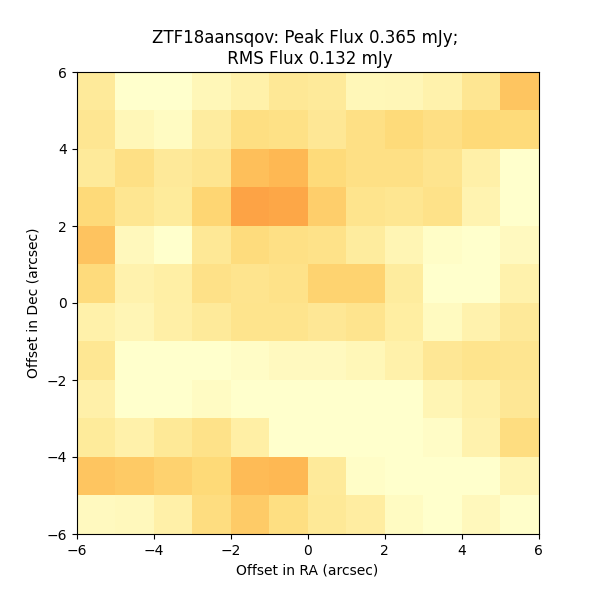 ZTF18aansqov: Peak Flux 0.365 mJy;
RMS Flux 0.132 mJy
6
4
2
0
−2
−4
−6
Offset in Dec (arcsec)
−6 −4 −2 0 2 4 6
Offset in RA (arcsec)